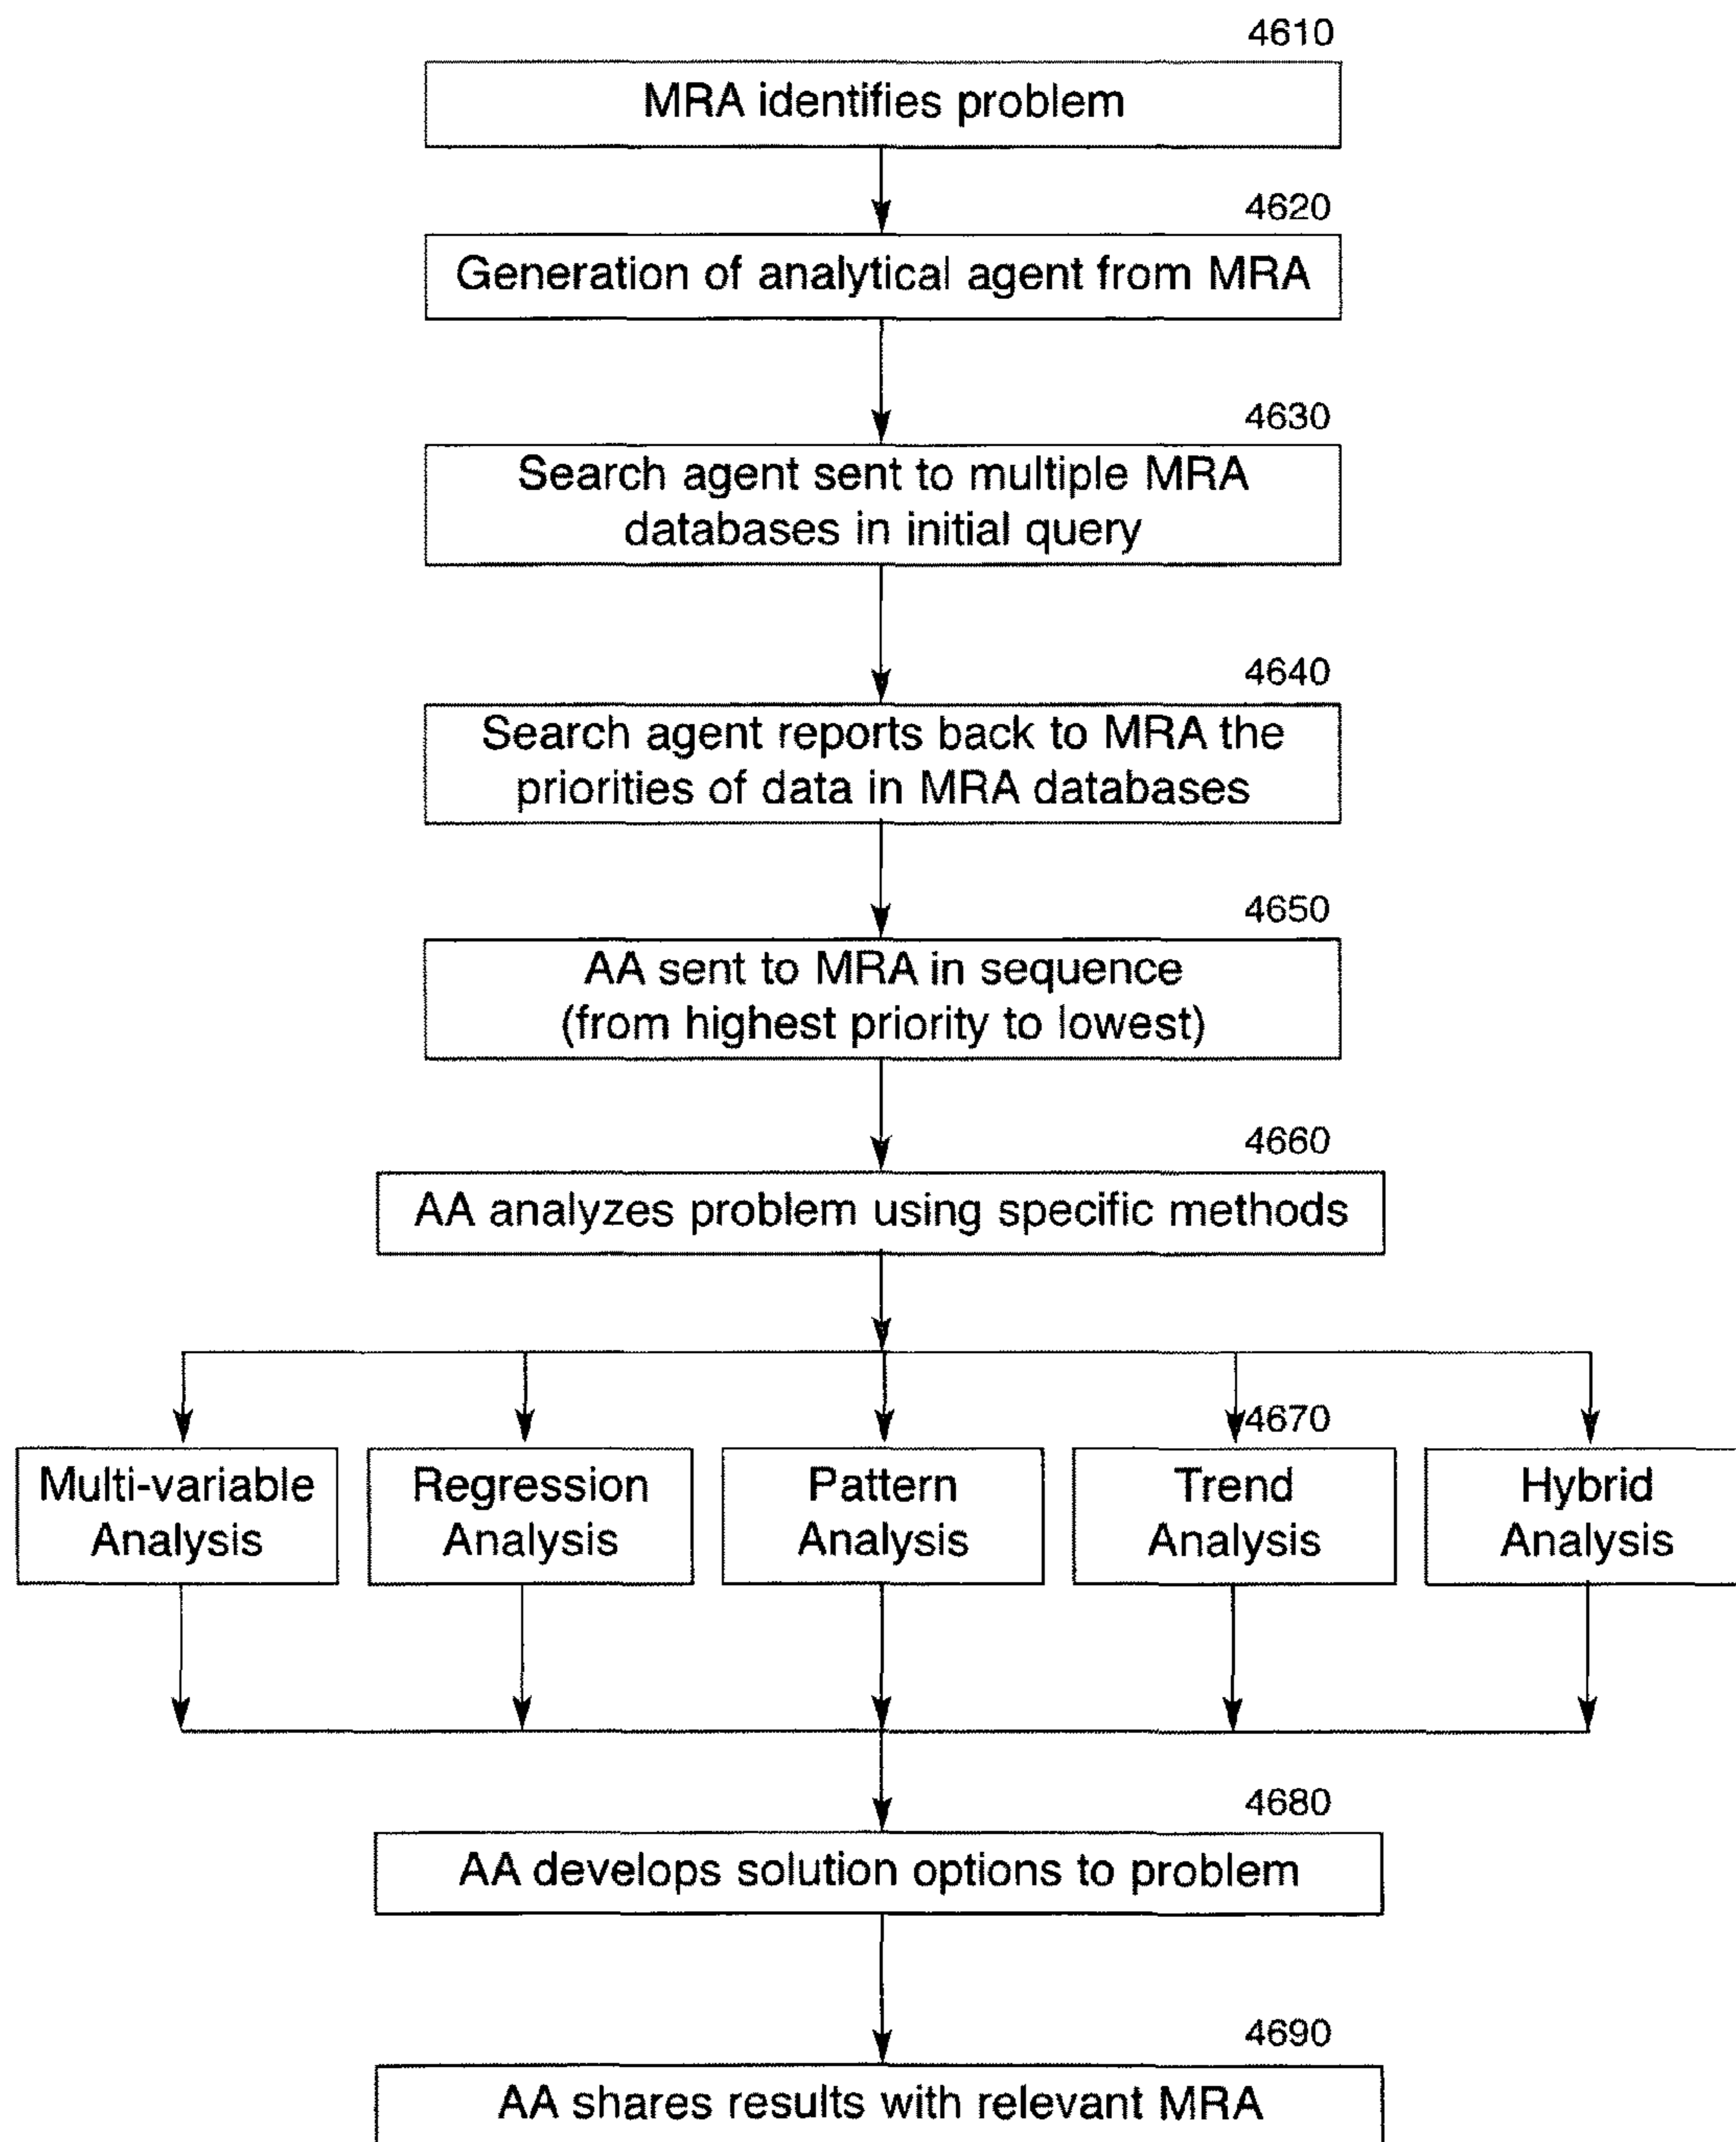 4610
MRA identifies problem
4620
Generation of analytical agent from MRA
4630
Search agent sent to multiple MRA
databases in initial query
4640
Search agent reports back to MRA the
priorities of data in MRA databases
4650
AA sent to MRA in sequence
(from highest priority to lowest)
4660
AA analyzes problem using specific methods
4670
Multi-variable
Analysis
Regression
Analysis
Pattern
Analysis
Trend
Analysis
Hybrid
Analysis
4680
AA develops solution options to problem
4690
AA shares results with relevant MRA